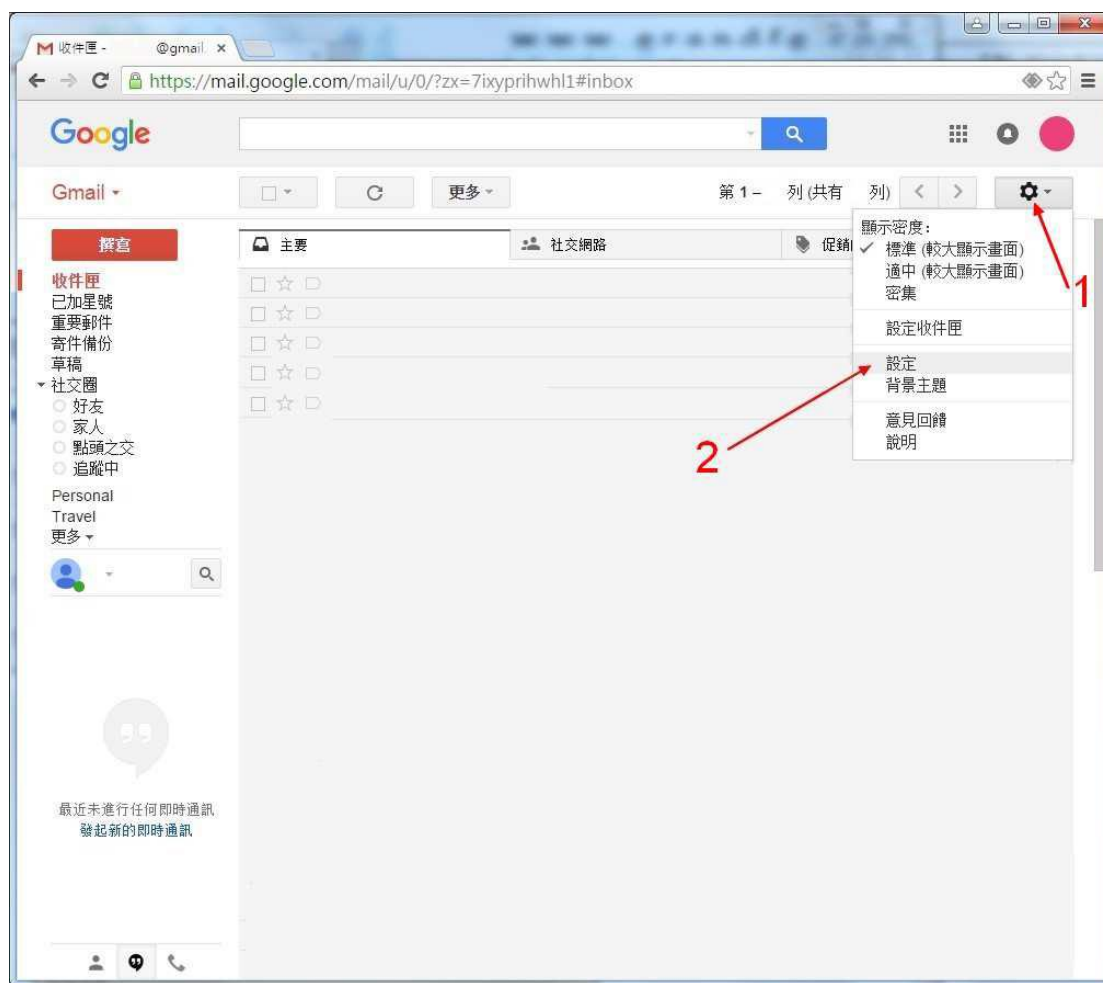 收件匣 - @gmail
https://mail.google.com/mail/u/0/?zx=7ixyprihwhl1#inbox
Google
Gmail
更多
第 1 – 列 (共有 列)
撰寫
主要
社交網路
促銷
顯示密度：
標準 (較大顯示畫面)
適中 (較大顯示畫面)
密集
設定收件匣
設定
背景主題
意見回饋
說明
1
2
收件匣
已加星號
重要郵件
寄件備份
草稿
社交圈
好友
家人
點頭之交
追蹤中
Personal
Travel
更多
最近未進行任何即時通訊
發起新的即時通訊